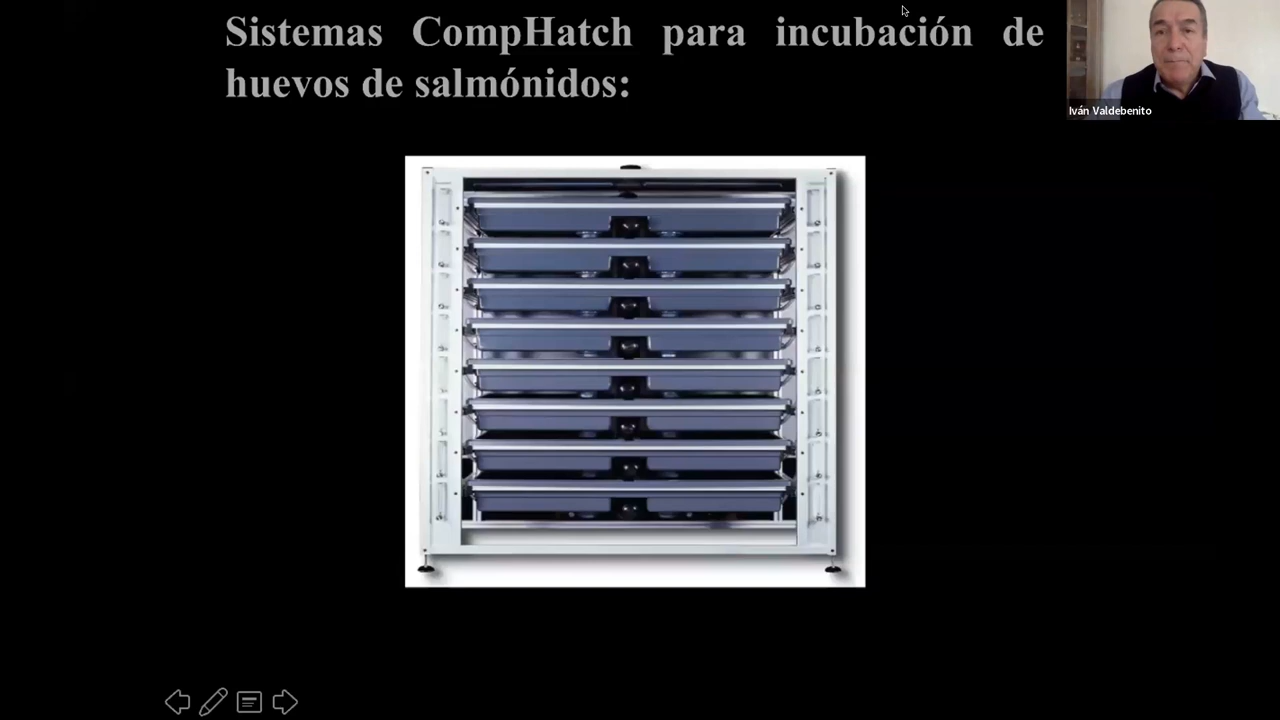 Sistemas CompHatch para incubación de
huevos de salmónidos:
Iván Valdebenito